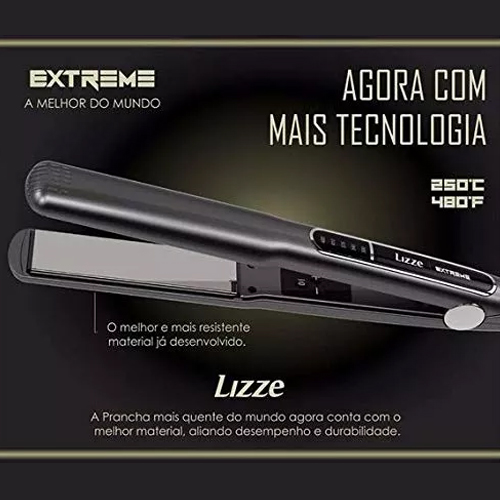 EXTREME
A MELHOR DO MUNDO
AGORA COM
MAIS TECNOLOGIA
250°C
480°F
Lizze
EXTREME
O melhor e mais resistente
material já desenvolvido.
Lizze
A Prancha mais quente do mundo agora conta com o
melhor material, aliando desempenho e durabilidade.